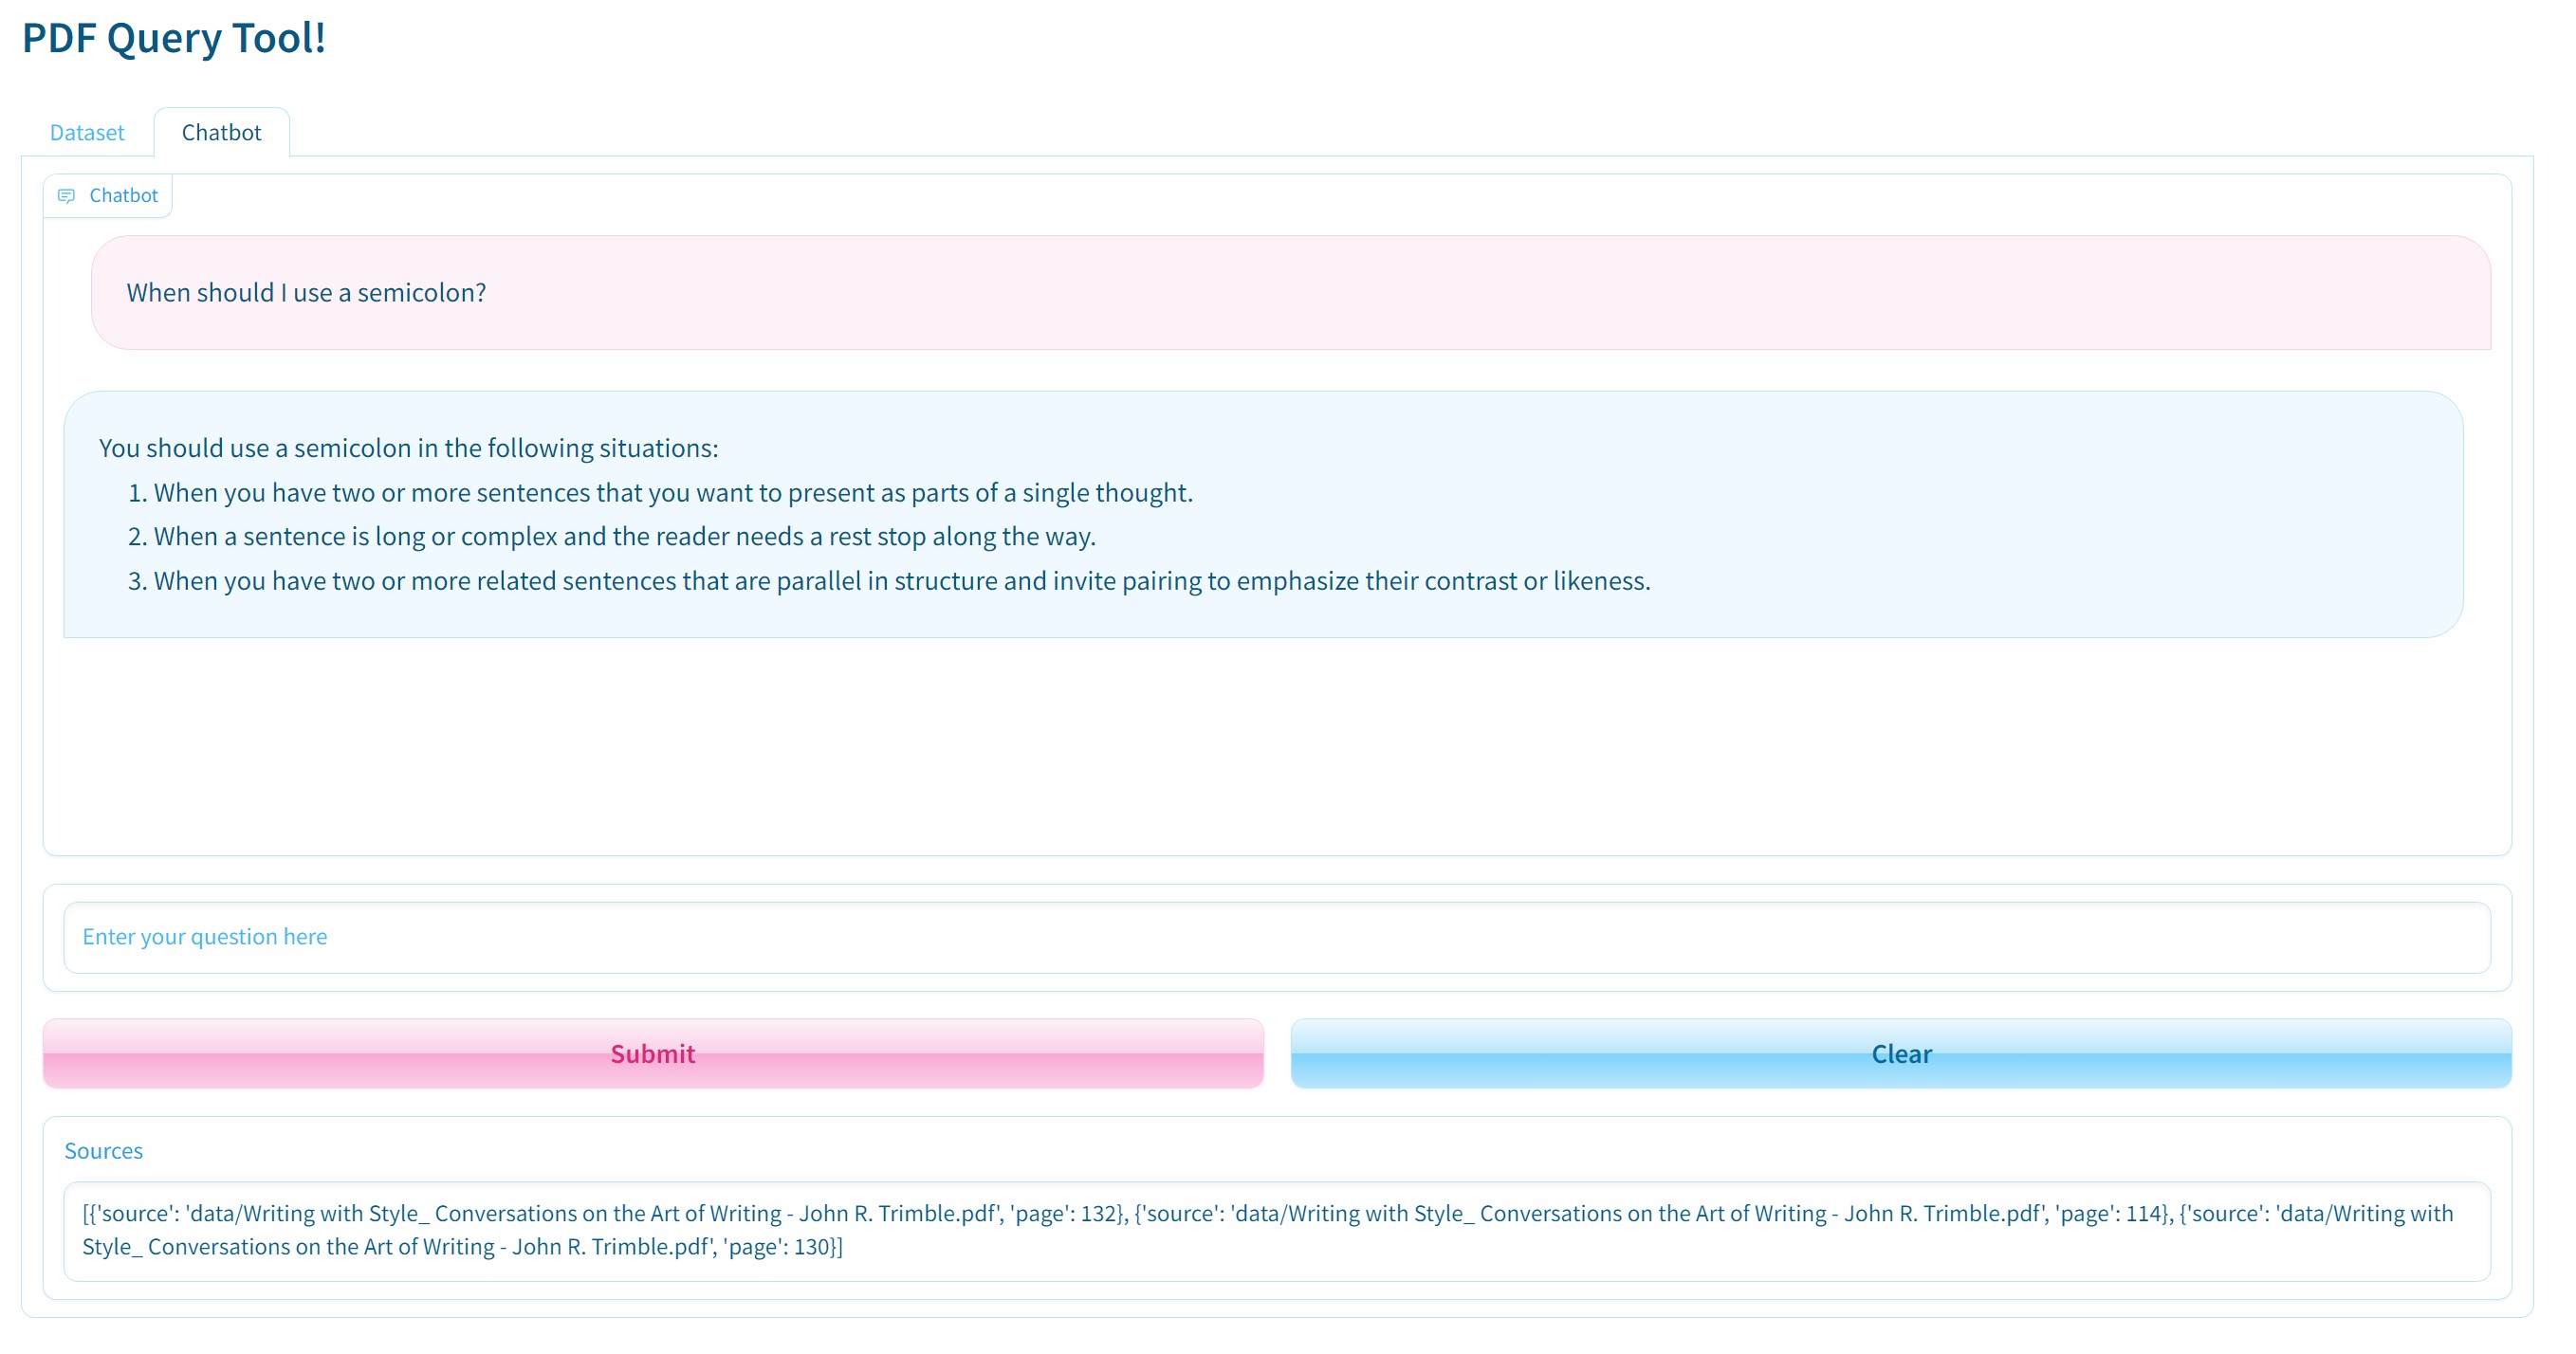 PDF Query Tool!
Dataset
Chatbot
Chatbot
When should I use a semicolon?
You should use a semicolon in the following situations:
1. When you have two or more sentences that you want to present as parts of a single thought.
2. When a sentence is long or complex and the reader needs a rest stop along the way.
3. When you have two or more related sentences that are parallel in structure and invite pairing to emphasize their contrast or likeness.
Enter your question here
Submit
Clear
Sources
[{'source': 'data/Writing with Style_ Conversations on the Art of Writing - John R. Trimble.pdf', 'page': 132}, {'source': 'data/Writing with Style_ Conversations on the Art of Writing - John R. Trimble.pdf', 'page': 114}, {'source': 'data/Writing with
Style_ Conversations on the Art of Writing - John R. Trimble.pdf', 'page': 130}]